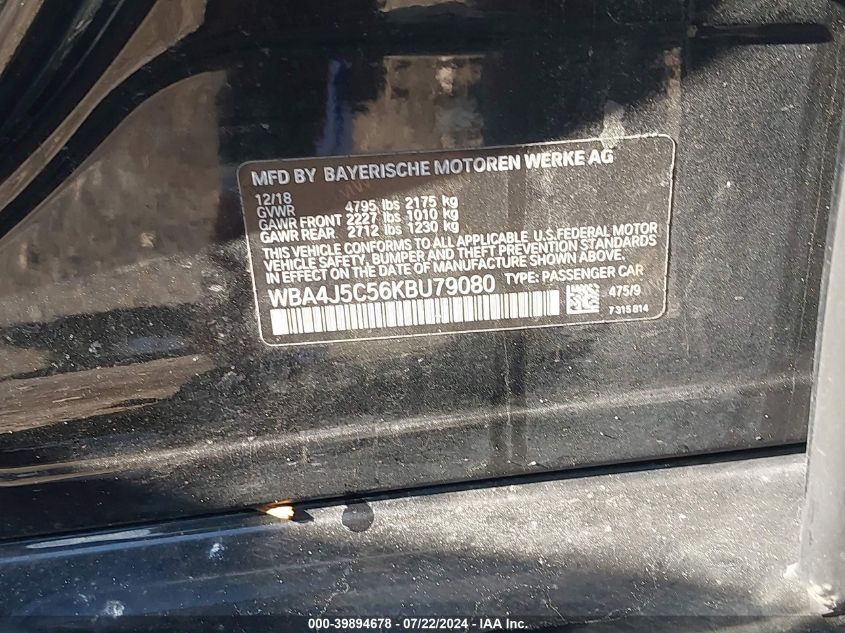 MFD BY BAYERISCHE MOTOREN WERKE AG
12/18
GVWR 4795 lbs 2175 kg
GAWR FRONT 2227 lbs 1010 kg
GAWR REAR 2712 lbs 1230 kg
THIS VEHICLE CONFORMS TO ALL APPLICABLE U.S.FEDERAL MOTOR
VEHICLE SAFETY, BUMPER AND THEFT PREVENTION STANDARDS
IN EFFECT ON THE DATE OF MANUFACTURE SHOWN ABOVE.
WBA4J5C56KBU79080 TYPE: PASSENGER CAR
475/9
7315814
000-39894678 - 07/22/2024 - IAA Inc.